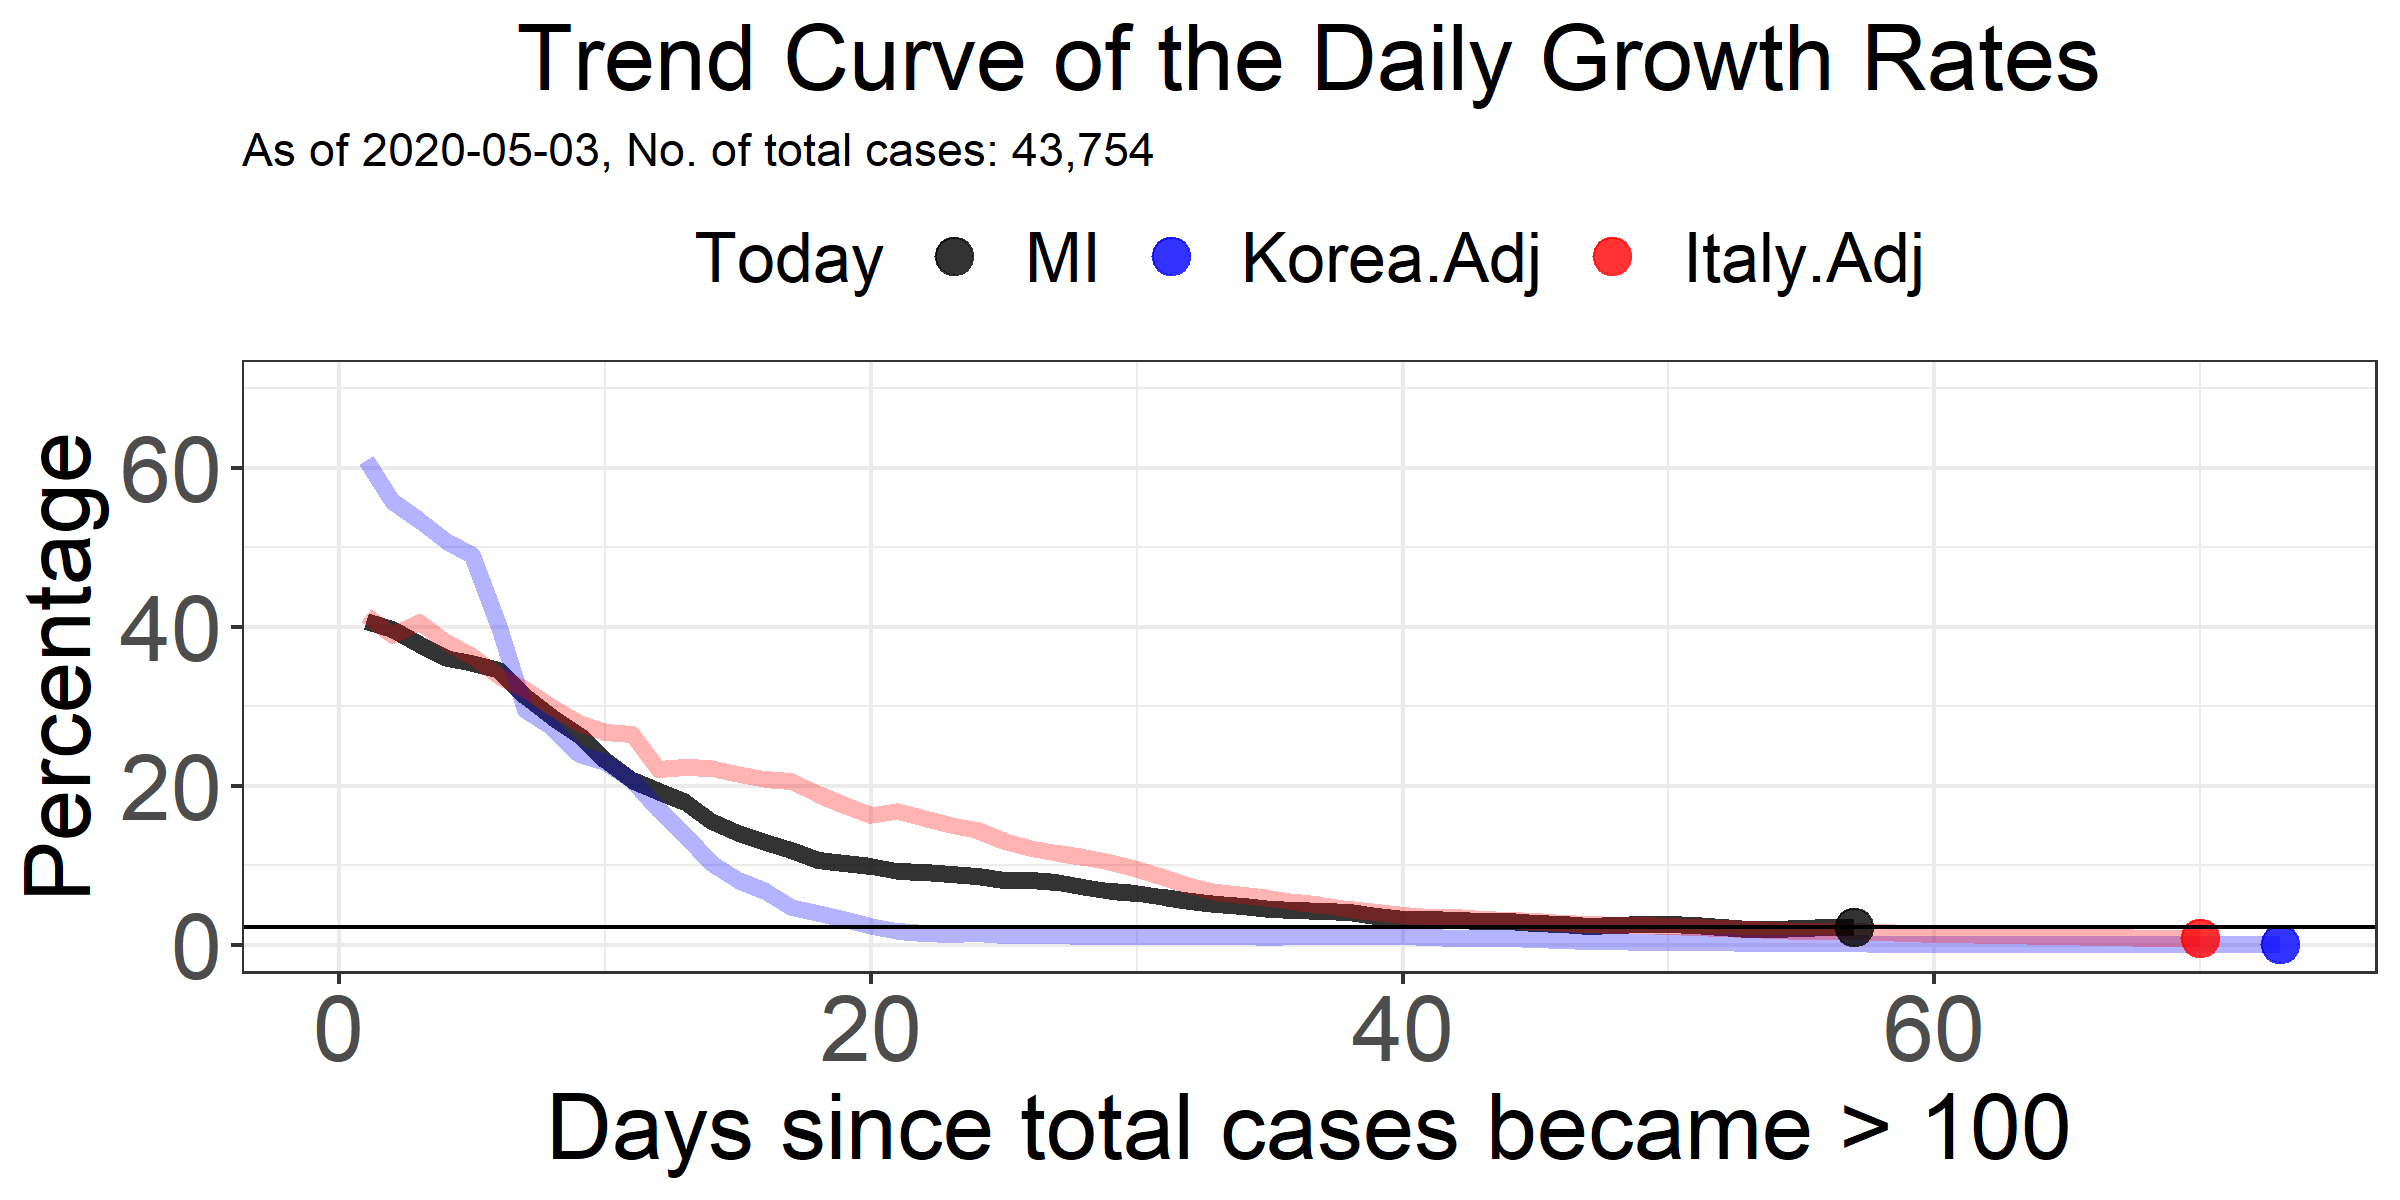 Trend Curve of the Daily Growth Rates
As of 2020-05-03, No. of total cases: 43,754
Today MI Korea.Adj Italy.Adj
Percentage
60
40
20
0
0 20 40 60
Days since total cases became > 100